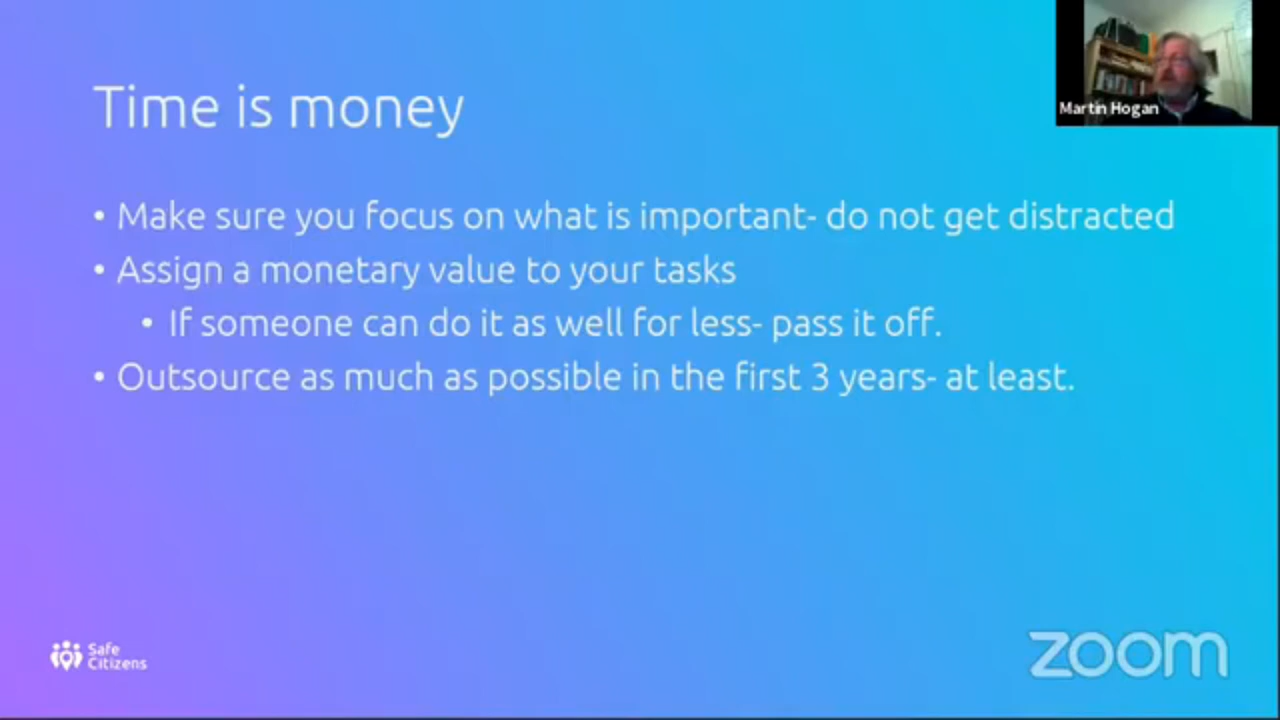 Time is money
Martin Hogan
• Make sure you focus on what is important- do not get distracted
• Assign a monetary value to your tasks
• If someone can do it as well for less- pass it off.
• Outsource as much as possible in the first 3 years- at least.
Safe
Citizens
zoom